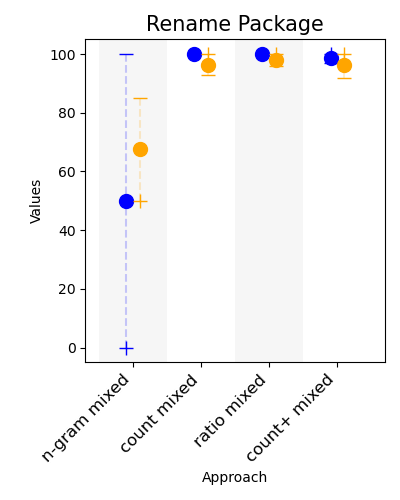 Rename Package
100
80
60
40
20
0
Values
n-gram mixed
count mixed
ratio mixed
count+ mixed
Approach